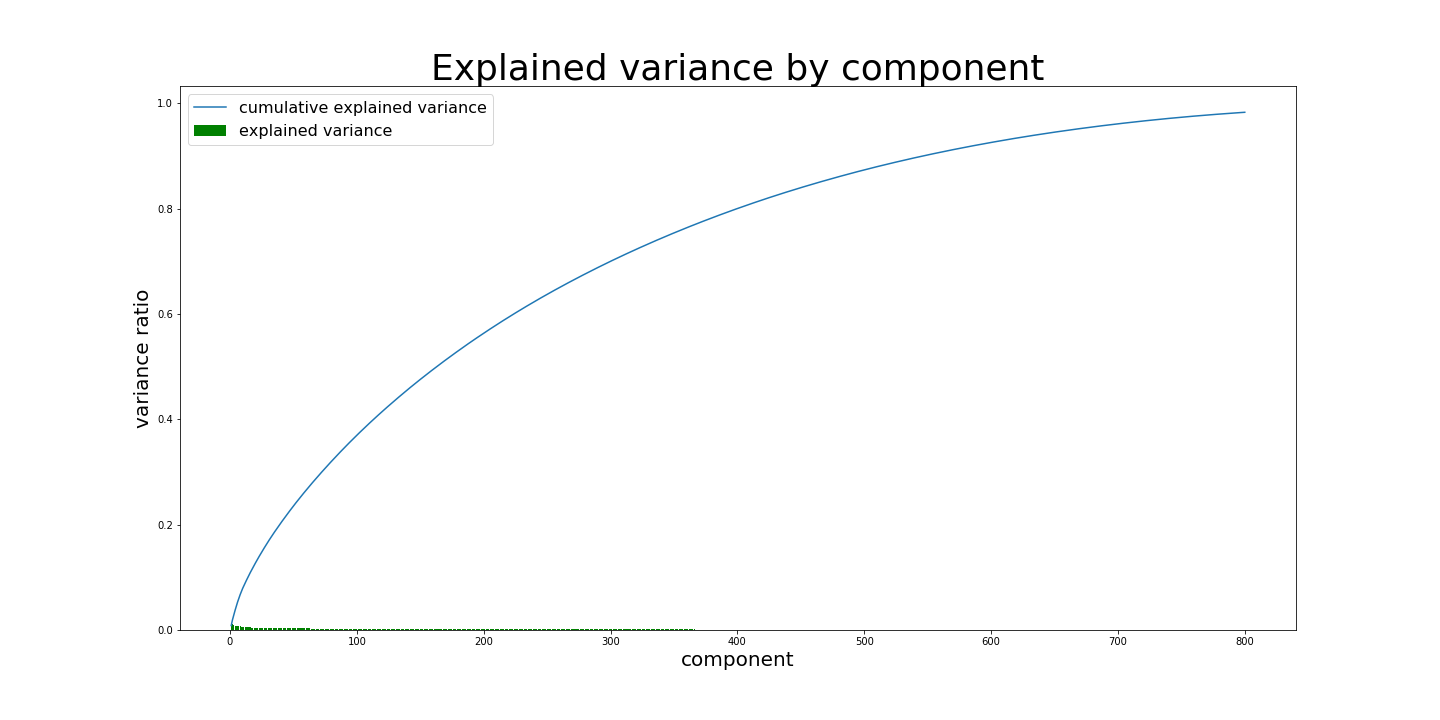 Explained variance by component
cumulative explained variance
explained variance
1.0
0.8
0.6
0.4
0.2
0.0
variance ratio
0 100 200 300 400 500 600 700 800
component